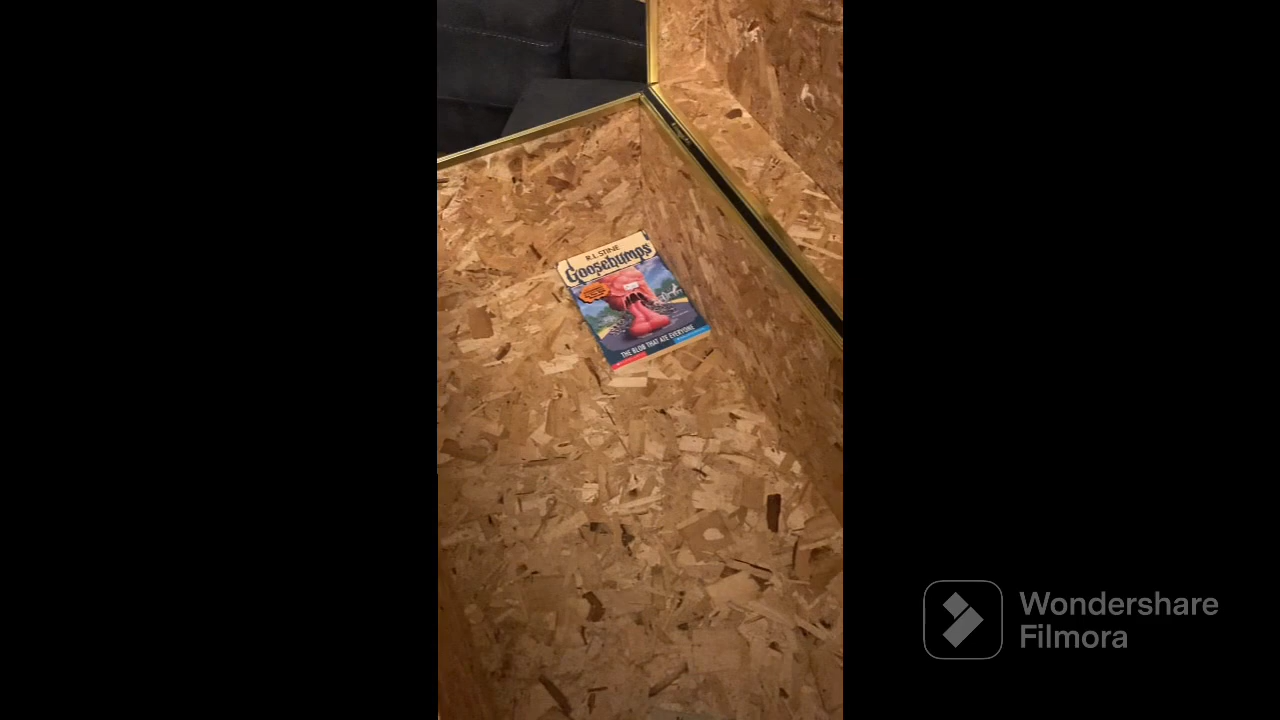 R.L. STINE
Goosebumps
THE BLOB THAT ATE EVERYONE
Wondershare
Filmora